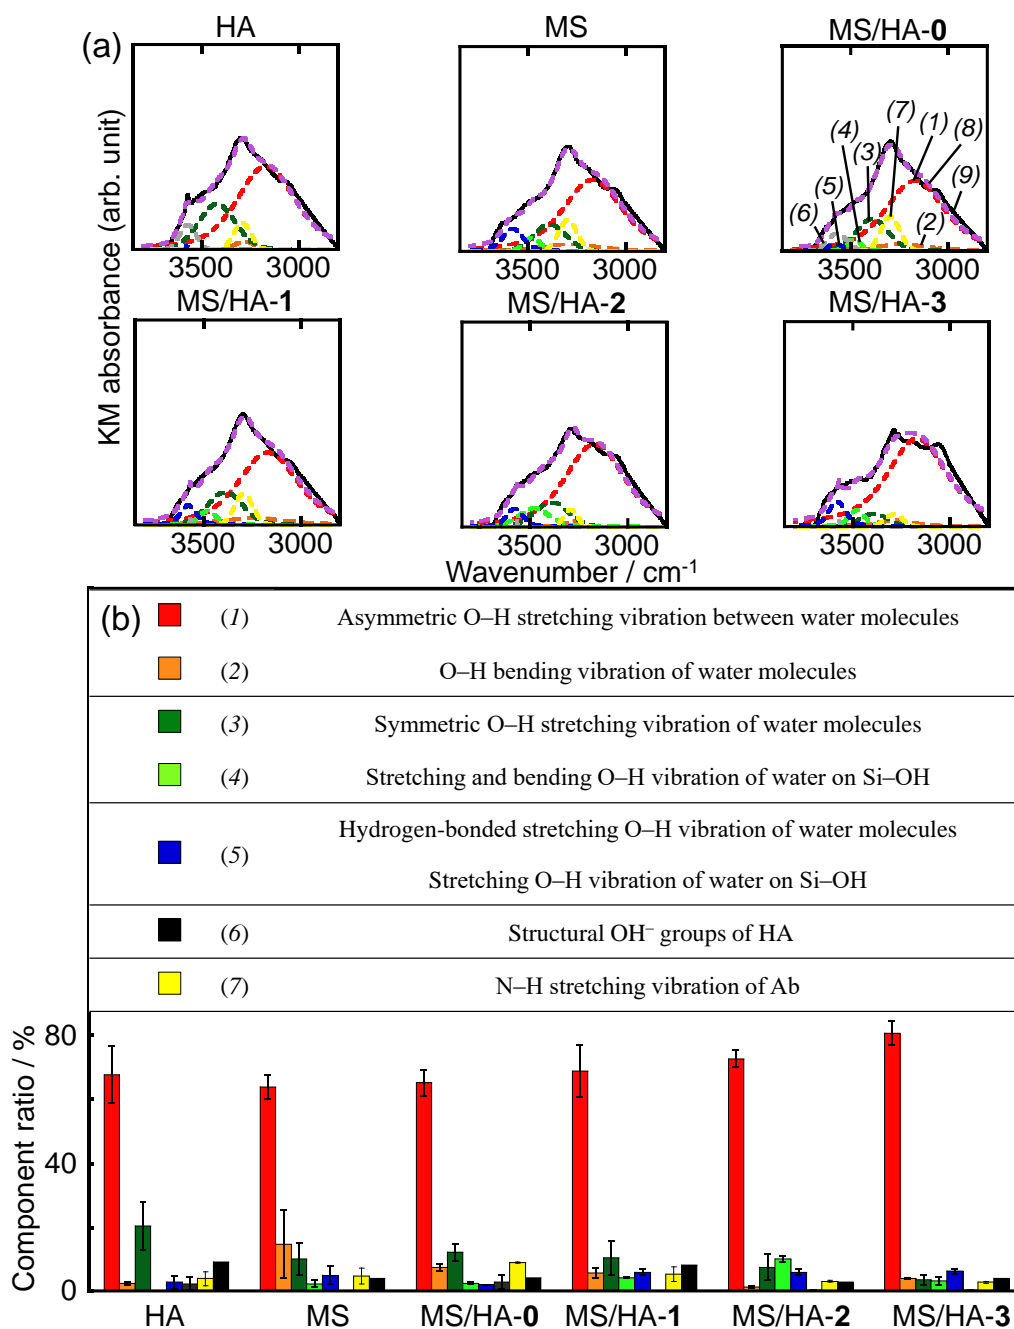 (a)
HA
MS
MS/HA-0
KM absorbance (arb. unit)
(1)
(2)
(3)
(4)
(5)
(6)
(7)
(8)
(9)
3500 3000
3500 3000
3500 3000
MS/HA-1
MS/HA-2
MS/HA-3
3500 3000
3500 3000
3500 3000
Wavenumber / cm-1
(b)
(1) Asymmetric O–H stretching vibration between water molecules
(2) O–H bending vibration of water molecules
(3) Symmetric O–H stretching vibration of water molecules
(4) Stretching and bending O–H vibration of water on Si–OH
(5) Hydrogen-bonded stretching O–H vibration of water molecules
Stretching O–H vibration of water on Si–OH
(6) Structural OH⁻ groups of HA
(7) N–H stretching vibration of Ab
Component ratio / %
80
40
0
HA MS MS/HA-0 MS/HA-1 MS/HA-2 MS/HA-3